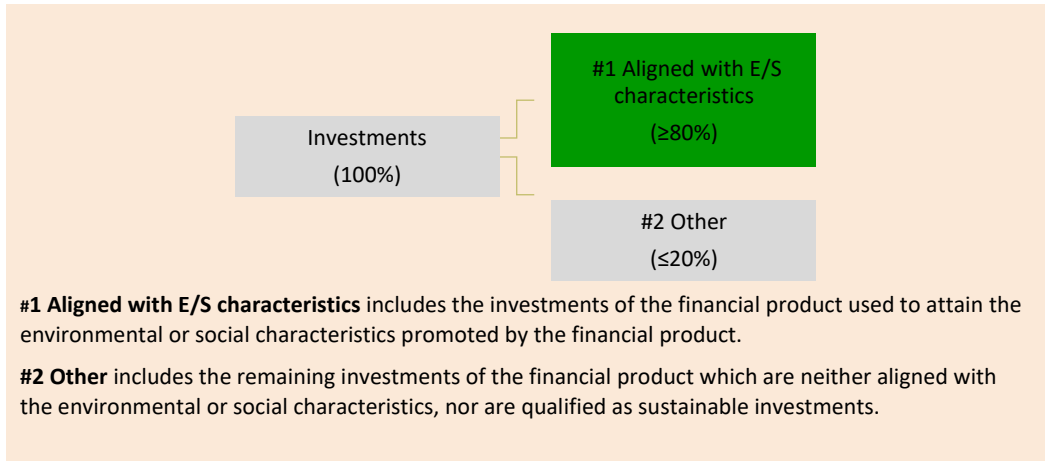 #1 Aligned with E/S
characteristics
(≥80%)
Investments
(100%)
#2 Other
(≤20%)
#1 Aligned with E/S characteristics includes the investments of the financial product used to attain the
environmental or social characteristics promoted by the financial product.
#2 Other includes the remaining investments of the financial product which are neither aligned with
the environmental or social characteristics, nor are qualified as sustainable investments.